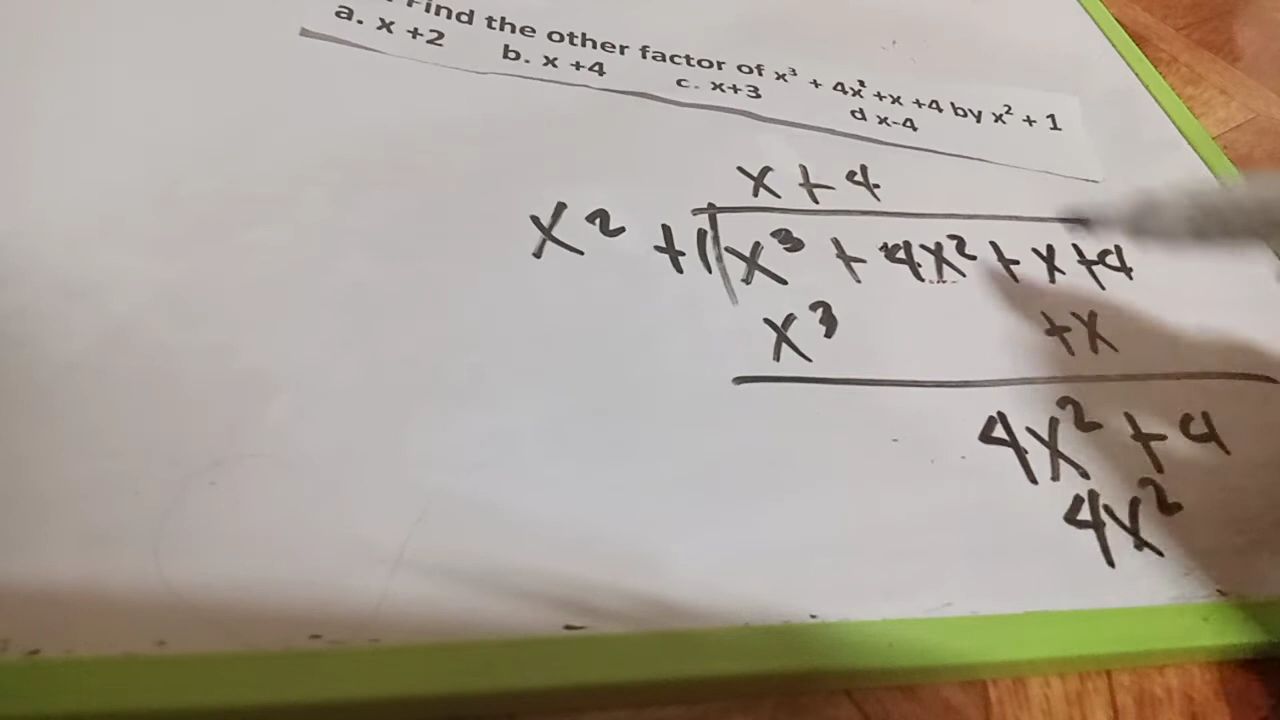 Find the other factor of x³ + 4x² +x +4 by x² + 1
a. x +2 b. x +4 c. x+3 d x-4
x + 4
x² + 1 x³ + 4x² + x + 4
x³ + x
4x² + 4
4x²